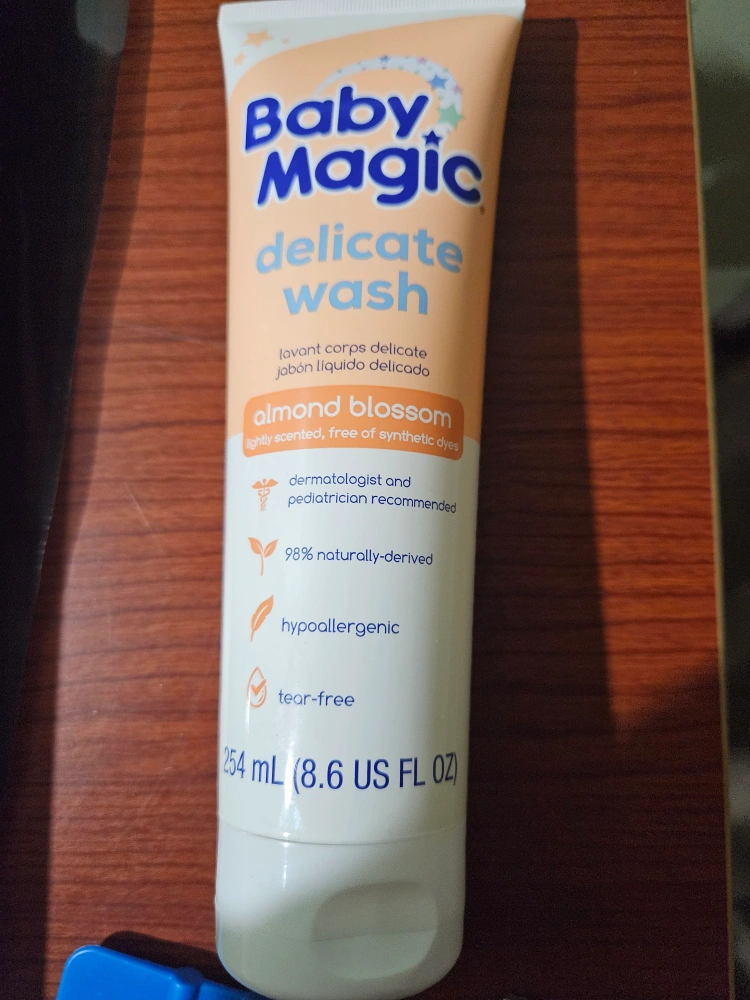 Baby
Magic
delicate
wash
lavant corps delicate
jabón líquido delicado
almond blossom
lightly scented, free of synthetic dyes
dermatologist and
pediatrician recommended
98% naturally-derived
hypoallergenic
tear-free
254 mL (8.6 US FL OZ)